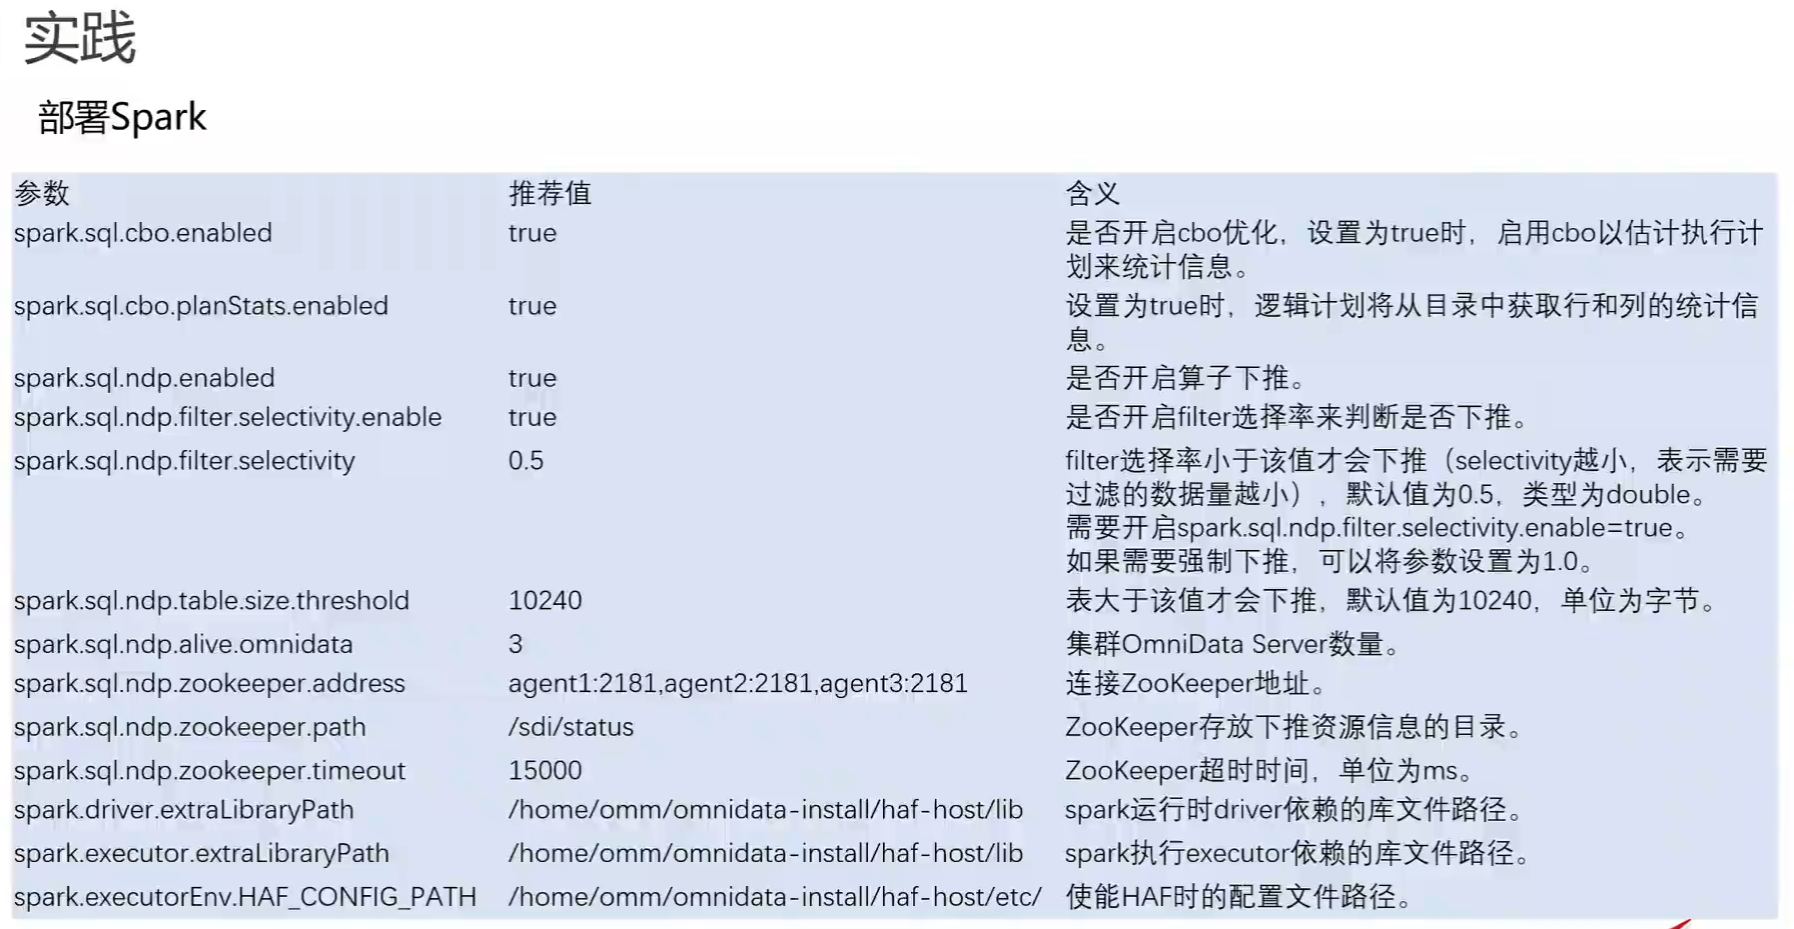 实践
部署Spark
参数 推荐值 含义
spark.sql.cbo.enabled true 是否开启cbo优化，设置为true时，启用cbo以估计执行计
划来统计信息。
spark.sql.cbo.planStats.enabled true 设置为true时，逻辑计划将从目录中获取行和列的统计信
息。
spark.sql.ndp.enabled true 是否开启算子下推。
spark.sql.ndp.filter.selectivity.enable true 是否开启filter选择率来判断是否下推。
spark.sql.ndp.filter.selectivity 0.5 filter选择率小于该值才会下推（selectivity越小，表示需要
过滤的数据量越小），默认值为0.5，类型为double。
需要开启spark.sql.ndp.filter.selectivity.enable=true。
如果需要强制下推，可以将参数设置为1.0。
spark.sql.ndp.table.size.threshold 10240 表大于该值才会下推，默认值为10240，单位为字节。
spark.sql.ndp.alive.omnidata 3 集群OmniData Server数量。
spark.sql.ndp.zookeeper.address agent1:2181,agent2:2181,agent3:2181 连接ZooKeeper地址。
spark.sql.ndp.zookeeper.path /sdi/status ZooKeeper存放下推资源信息的目录。
spark.sql.ndp.zookeeper.timeout 15000 ZooKeeper超时时间，单位为ms。
spark.driver.extraLibraryPath /home/omm/omnidata-install/haf-host/lib spark运行时driver依赖的库文件路径。
spark.executor.extraLibraryPath /home/omm/omnidata-install/haf-host/lib spark执行executor依赖的库文件路径。
spark.executorEnv.HAF_CONFIG_PATH /home/omm/omnidata-install/haf-host/etc/ 使能HAF时的配置文件路径。